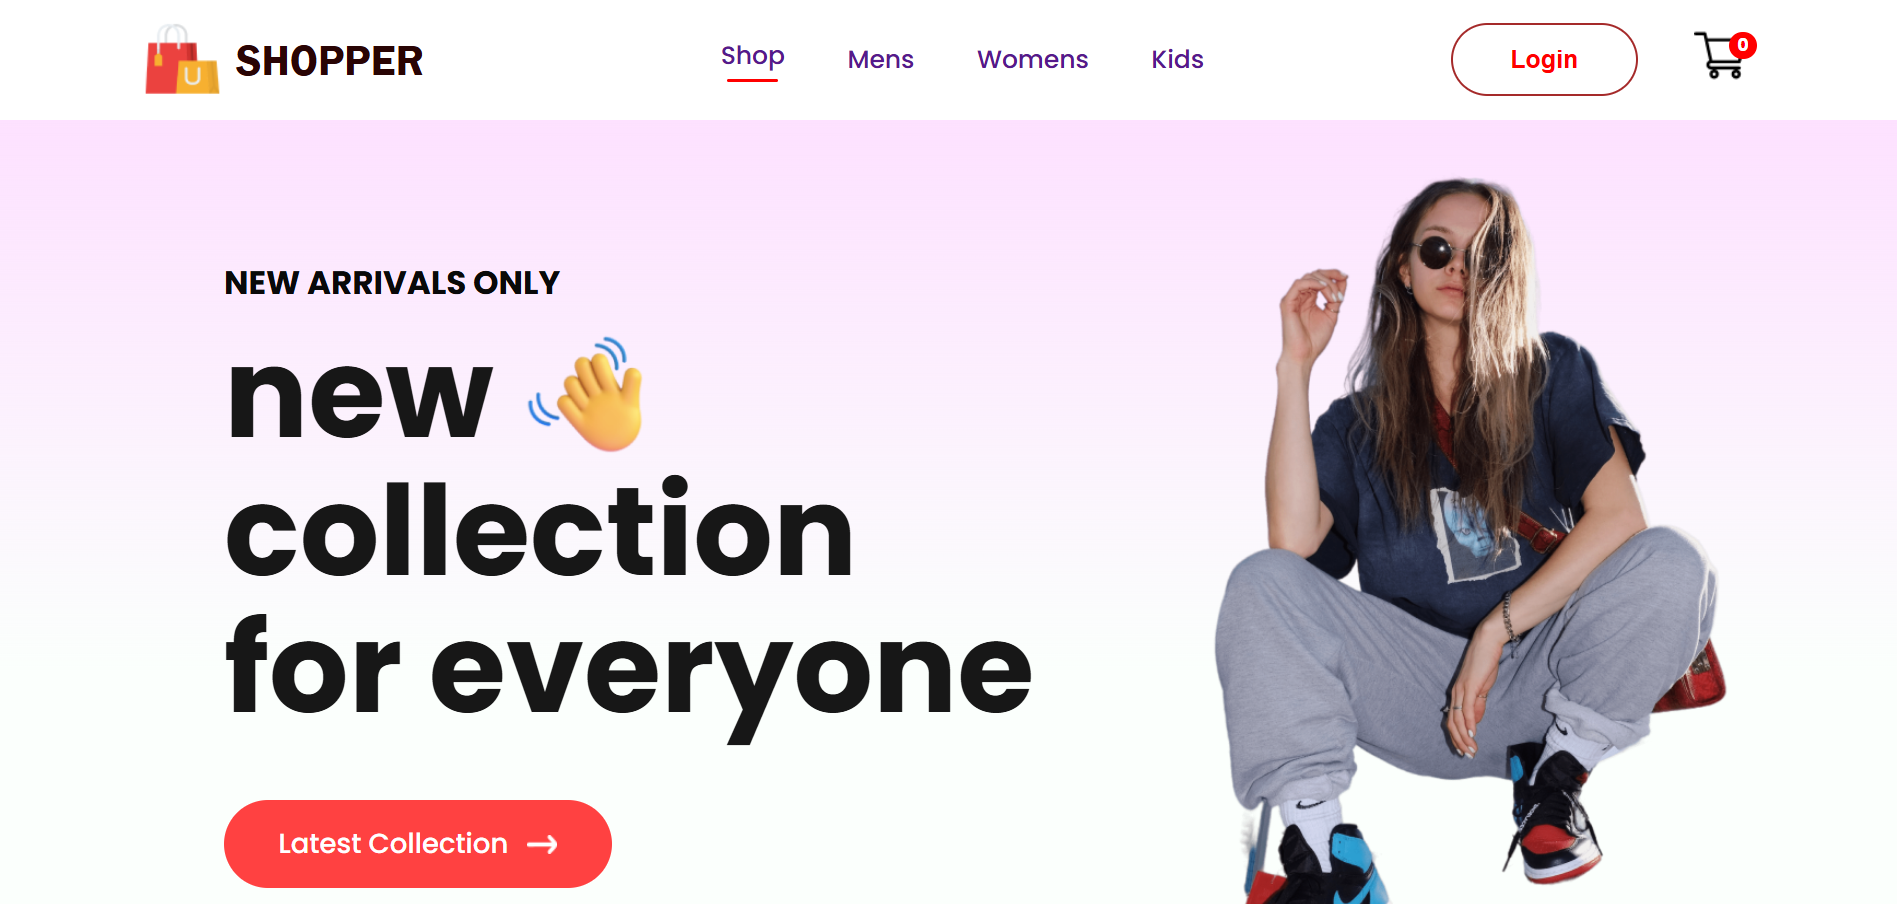 SHOPPER
Shop Mens Womens Kids
Login
0
NEW ARRIVALS ONLY
new
collection
for everyone
Latest Collection